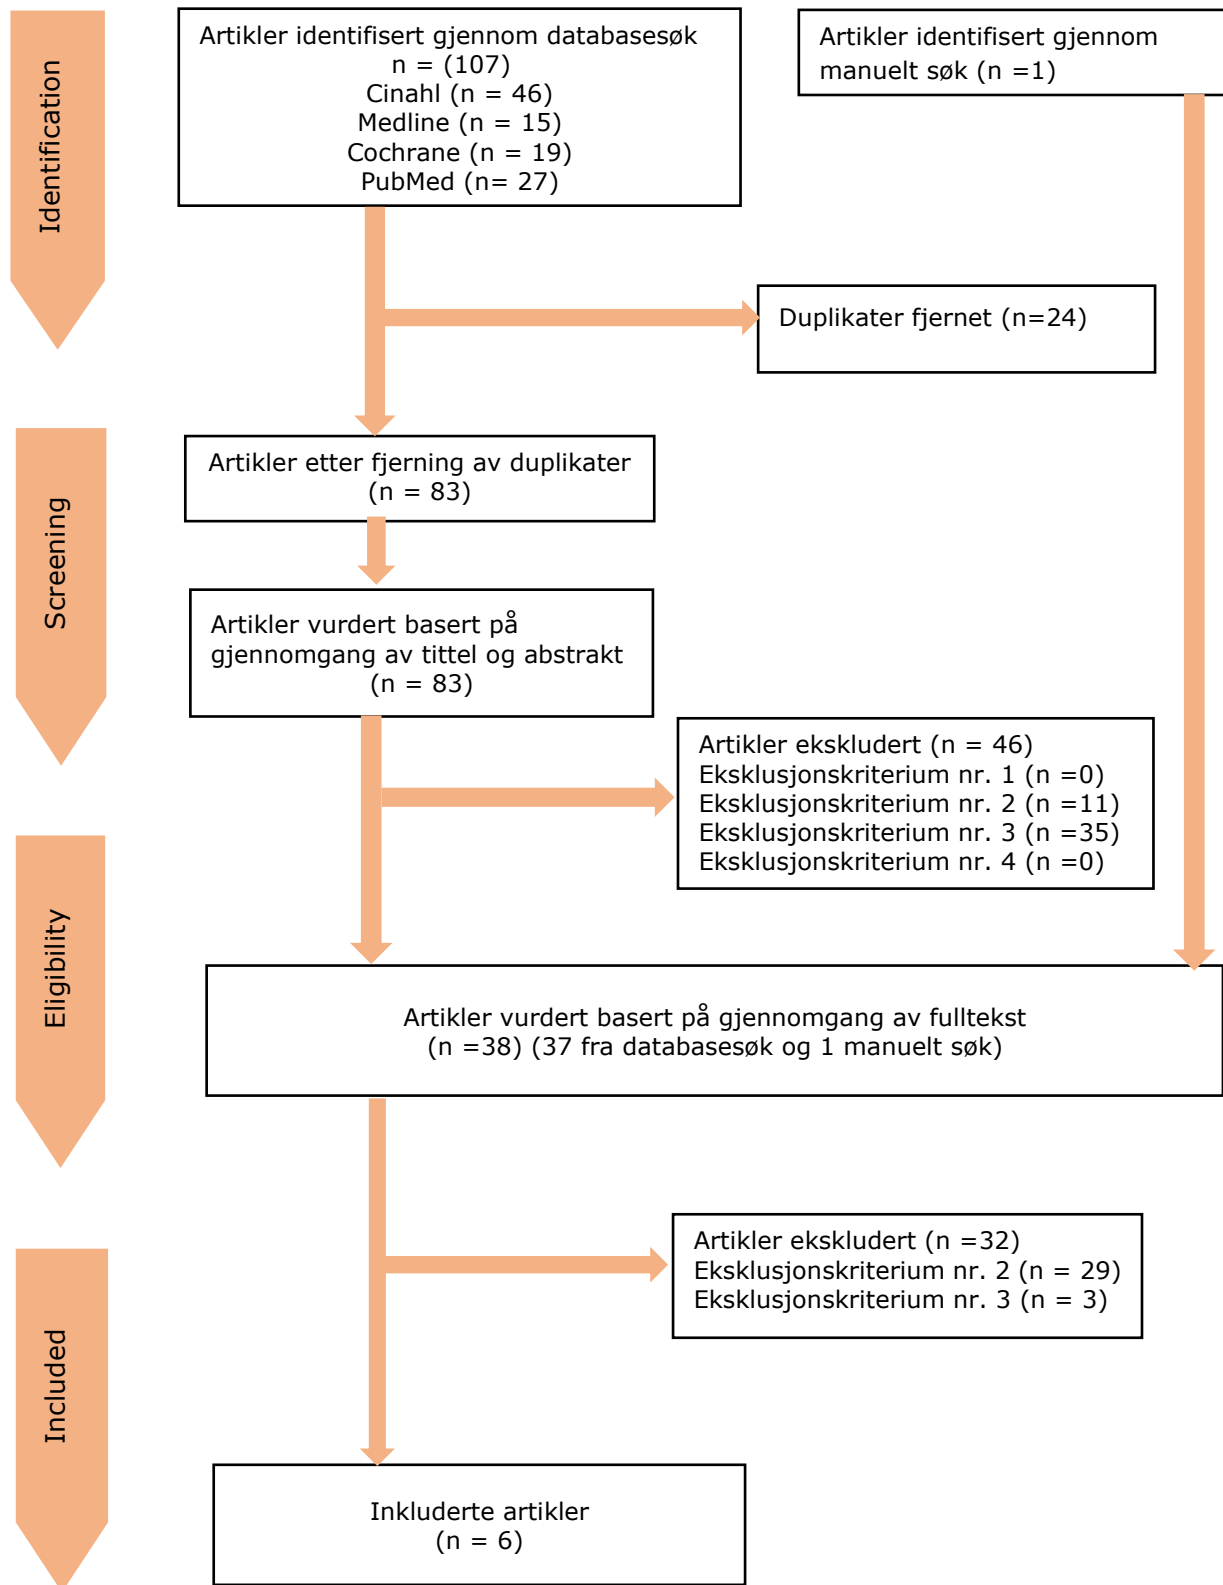 Identification
Artikler identifisert gjennom databasesøk
n = (107)
Cinahl (n = 46)
Medline (n = 15)
Cochrane (n = 19)
PubMed (n= 27)
Artikler identifisert gjennom
manuelt søk (n =1)
Duplikater fjernet (n=24)
Screening
Artikler etter fjerning av duplikater
(n = 83)
Artikler vurdert basert på
gjennomgang av tittel og abstrakt
(n = 83)
Artikler ekskludert (n = 46)
Eksklusjonskriterium nr. 1 (n =0)
Eksklusjonskriterium nr. 2 (n =11)
Eksklusjonskriterium nr. 3 (n =35)
Eksklusjonskriterium nr. 4 (n =0)
Eligibility
Artikler vurdert basert på gjennomgang av fulltekst
(n =38) (37 fra databasesøk og 1 manuelt søk)
Artikler ekskludert (n =32)
Eksklusjonskriterium nr. 2 (n = 29)
Eksklusjonskriterium nr. 3 (n = 3)
Included
Inkluderte artikler
(n = 6)